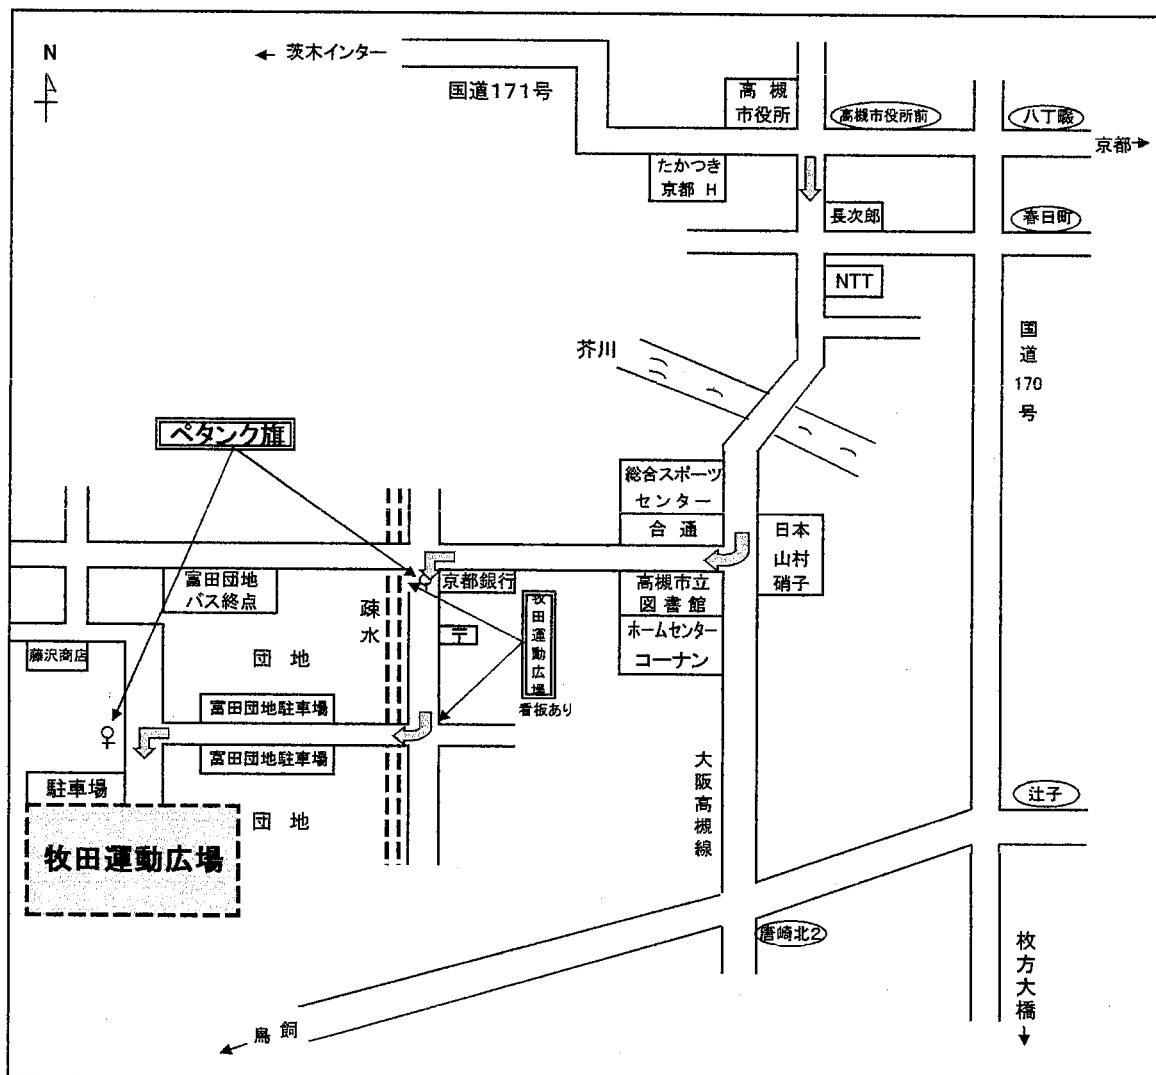 N
← 茨木インター
国道171号
高槻
市役所
高槻市役所前
八丁畷
京都→
たかつき
京都 H
長次郎
春日町
NTT
芥川
国道170号
ペタンク旗
総合スポーツ
センター
合通
日本
山村
硝子
富田団地
バス終点
疎水
京都銀行
高槻市立
図書館
牧田運動広場
看板あり
〒
ホームセンター
コーナン
藤沢商店
団地
富田団地駐車場
富田団地駐車場
大阪高槻線
駐車場
団地
辻子
牧田運動広場
唐崎北2
枚方大橋
↓
← 鳥飼